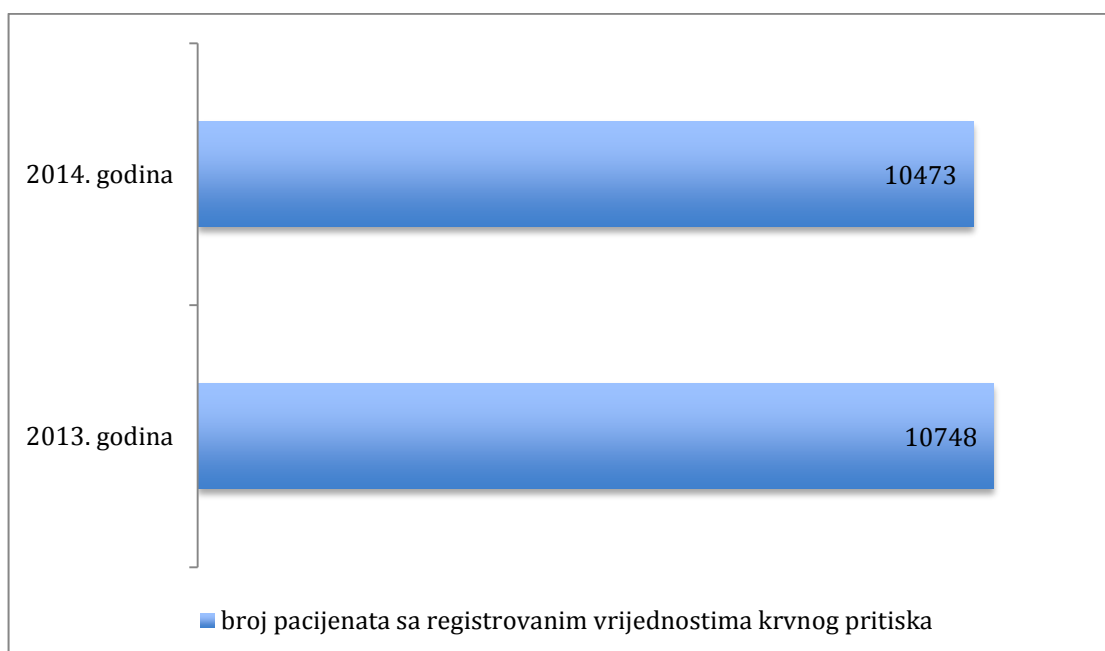 2014. godina
10473
2013. godina
10748
broj pacijenata sa registrovanim vrijednostima krvnog pritiska